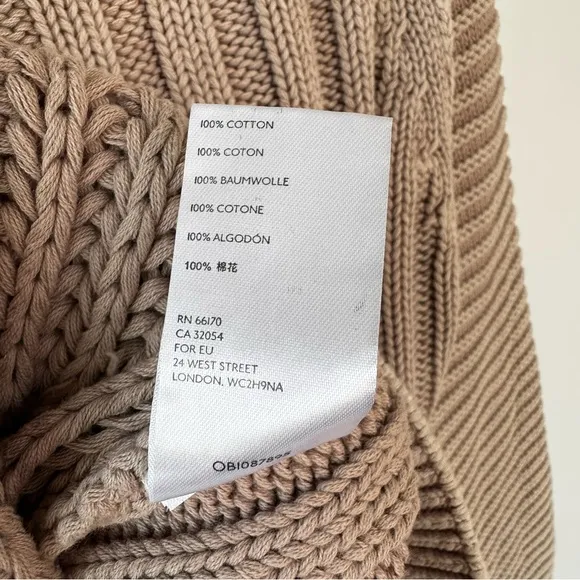 100% COTTON
100% COTON
100% BAUMWOLLE
100% COTONE
100% ALGODÓN
100% 棉花
RN 66170
CA 32054
FOR EU
24 WEST STREET
LONDON, WC2H9NA